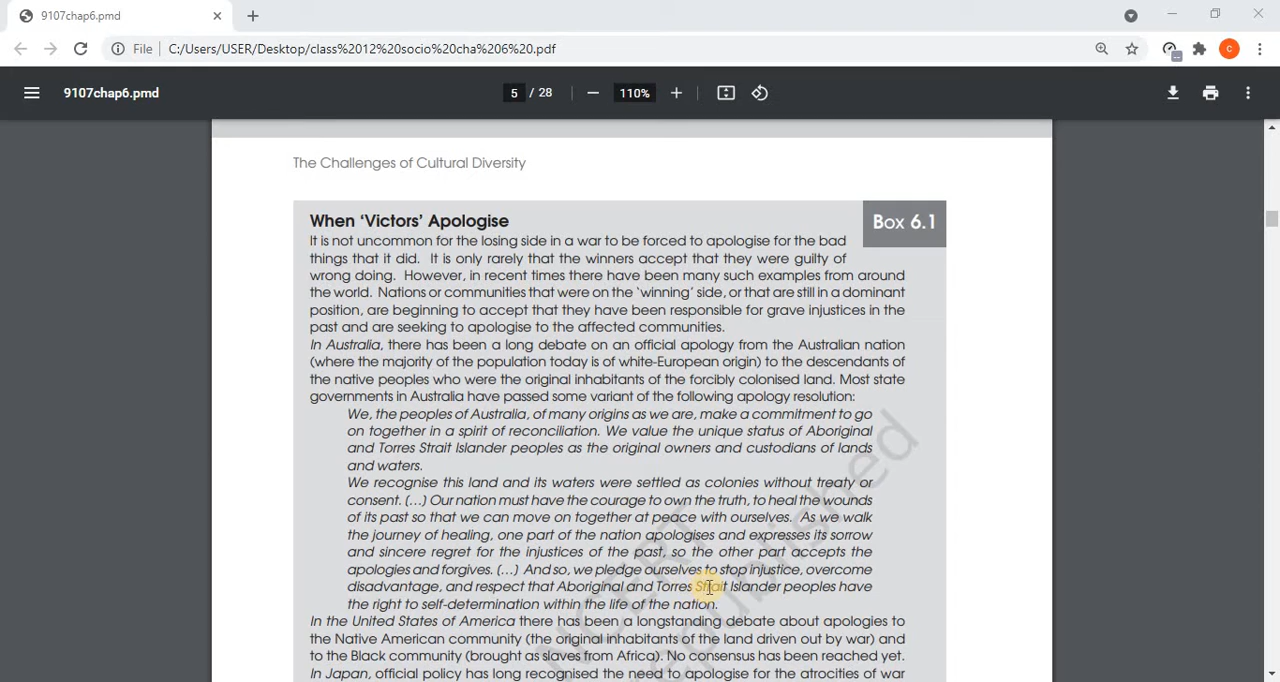 9107chap6.pmd
File C:/Users/USER/Desktop/class%2012%20socio%20cha%206%20.pdf
9107chap6.pmd
5 / 28
110%
The Challenges of Cultural Diversity
When ‘Victors’ Apologise
Box 6.1
It is not uncommon for the losing side in a war to be forced to apologise for the bad
things that it did. It is only rarely that the winners accept that they were guilty of
wrong doing. However, in recent times there have been many such examples from around
the world. Nations or communities that were on the ‘winning’ side, or that are still in a dominant
position, are beginning to accept that they have been responsible for grave injustices in the
past and are seeking to apologise to the affected communities.
In Australia, there has been a long debate on an official apology from the Australian nation
(where the majority of the population today is of white-European origin) to the descendants of
the native peoples who were the original inhabitants of the forcibly colonised land. Most state
governments in Australia have passed some variant of the following apology resolution:
We, the peoples of Australia, of many origins as we are, make a commitment to go
on together in a spirit of reconciliation. We value the unique status of Aboriginal
and Torres Strait Islander peoples as the original owners and custodians of lands
and waters.
We recognise this land and its waters were settled as colonies without treaty or
consent. (...) Our nation must have the courage to own the truth, to heal the wounds
of its past so that we can move on together at peace with ourselves. As we walk
the journey of healing, one part of the nation apologises and expresses its sorrow
and sincere regret for the injustices of the past, so the other part accepts the
apologies and forgives. (...) And so, we pledge ourselves to stop injustice, overcome
disadvantage, and respect that Aboriginal and Torres Strait Islander peoples have
the right to self-determination within the life of the nation.
In the United States of America there has been a longstanding debate about apologies to
the Native American community (the original inhabitants of the land driven out by war) and
to the Black community (brought as slaves from Africa). No consensus has been reached yet.
In Japan, official policy has long recognised the need to apologise for the atrocities of war
NCERT
republished